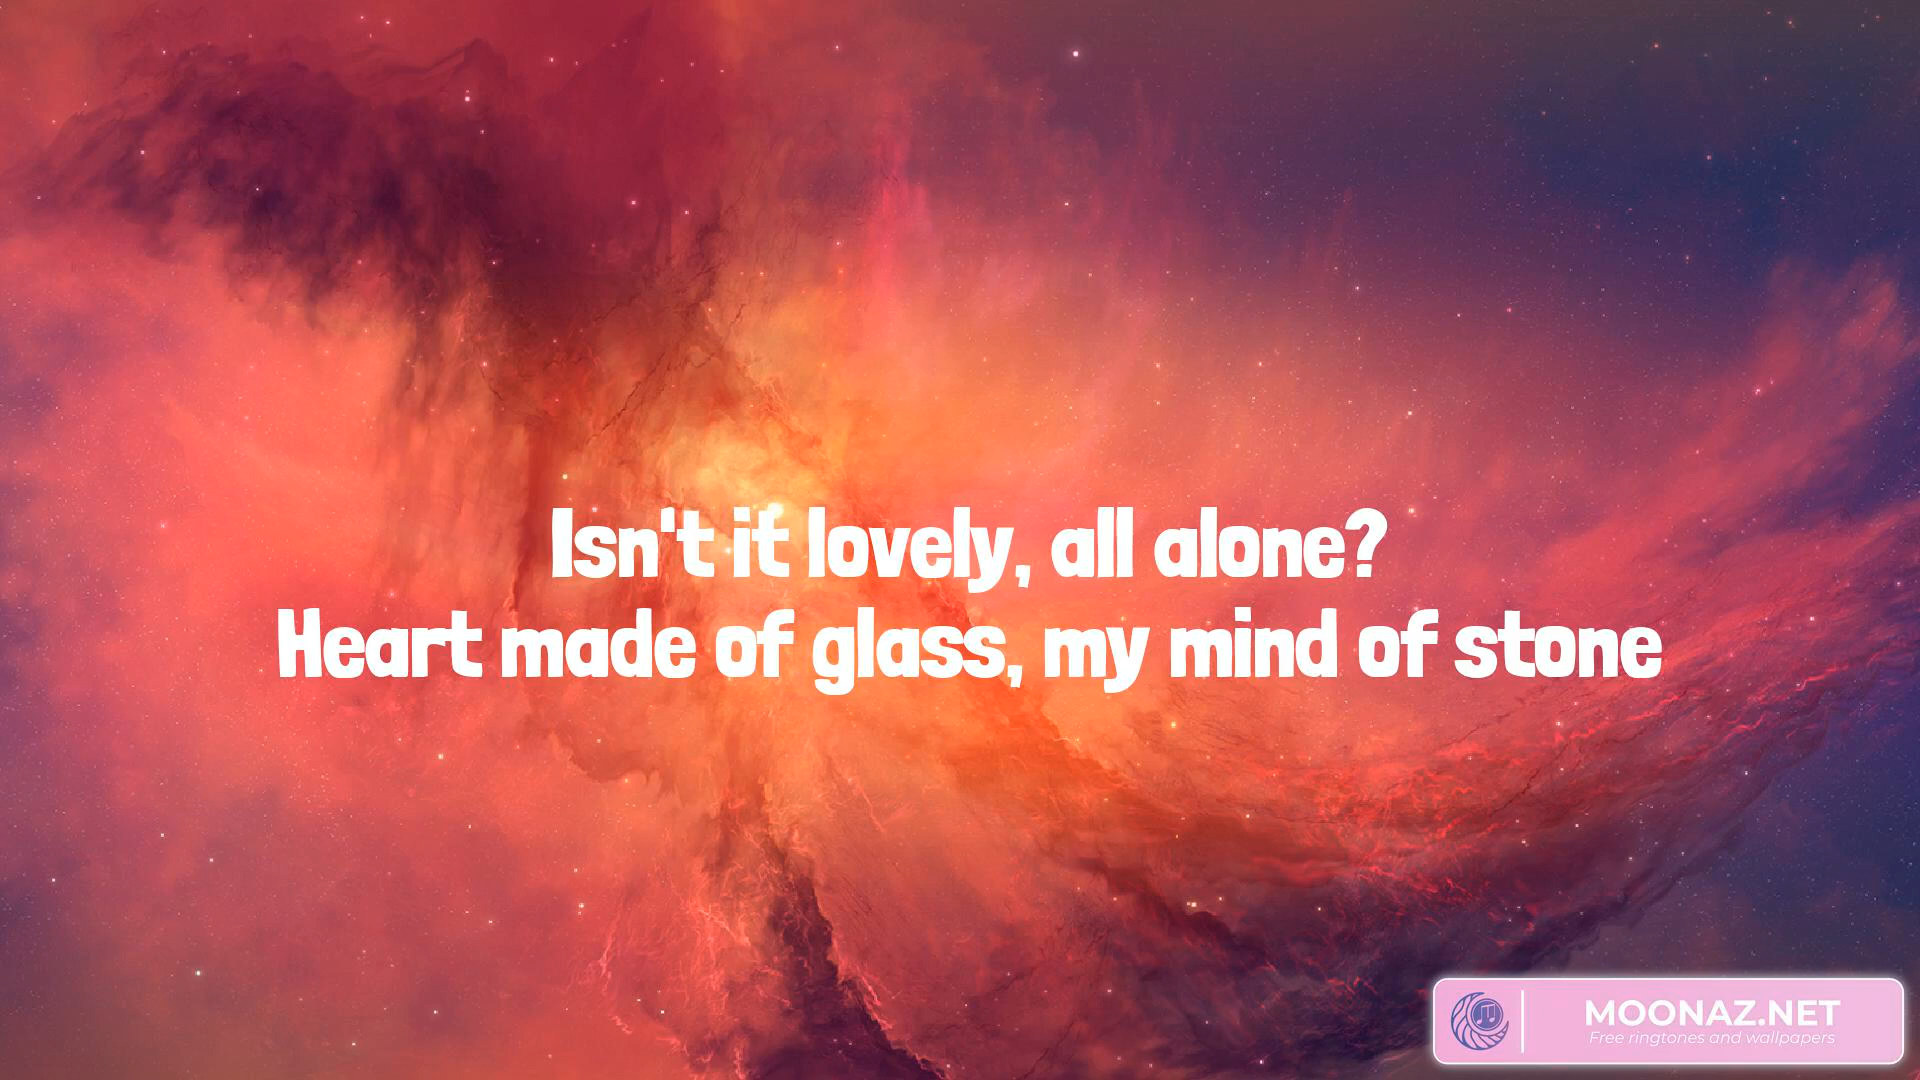 Isn't it lovely, all alone?
Heart made of glass, my mind of stone
MOONAZ.NET
Free ringtones and wallpapers